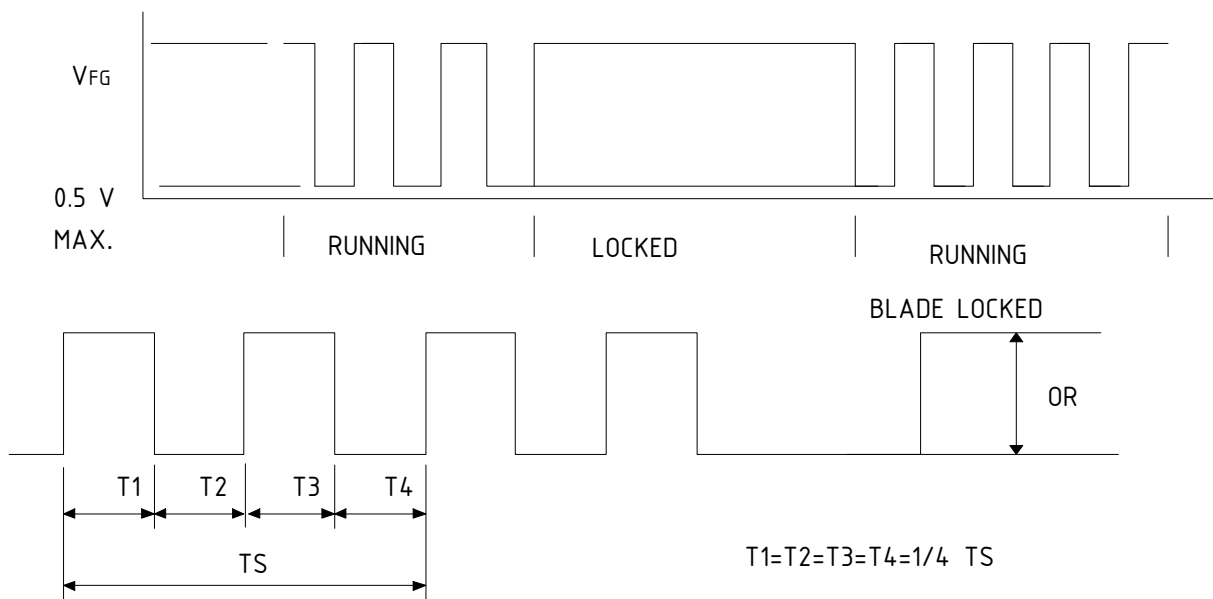 VFG
0.5 V
MAX.
RUNNING
LOCKED
RUNNING
BLADE LOCKED
OR
T1 T2 T3 T4
TS
T1=T2=T3=T4=1/4 TS